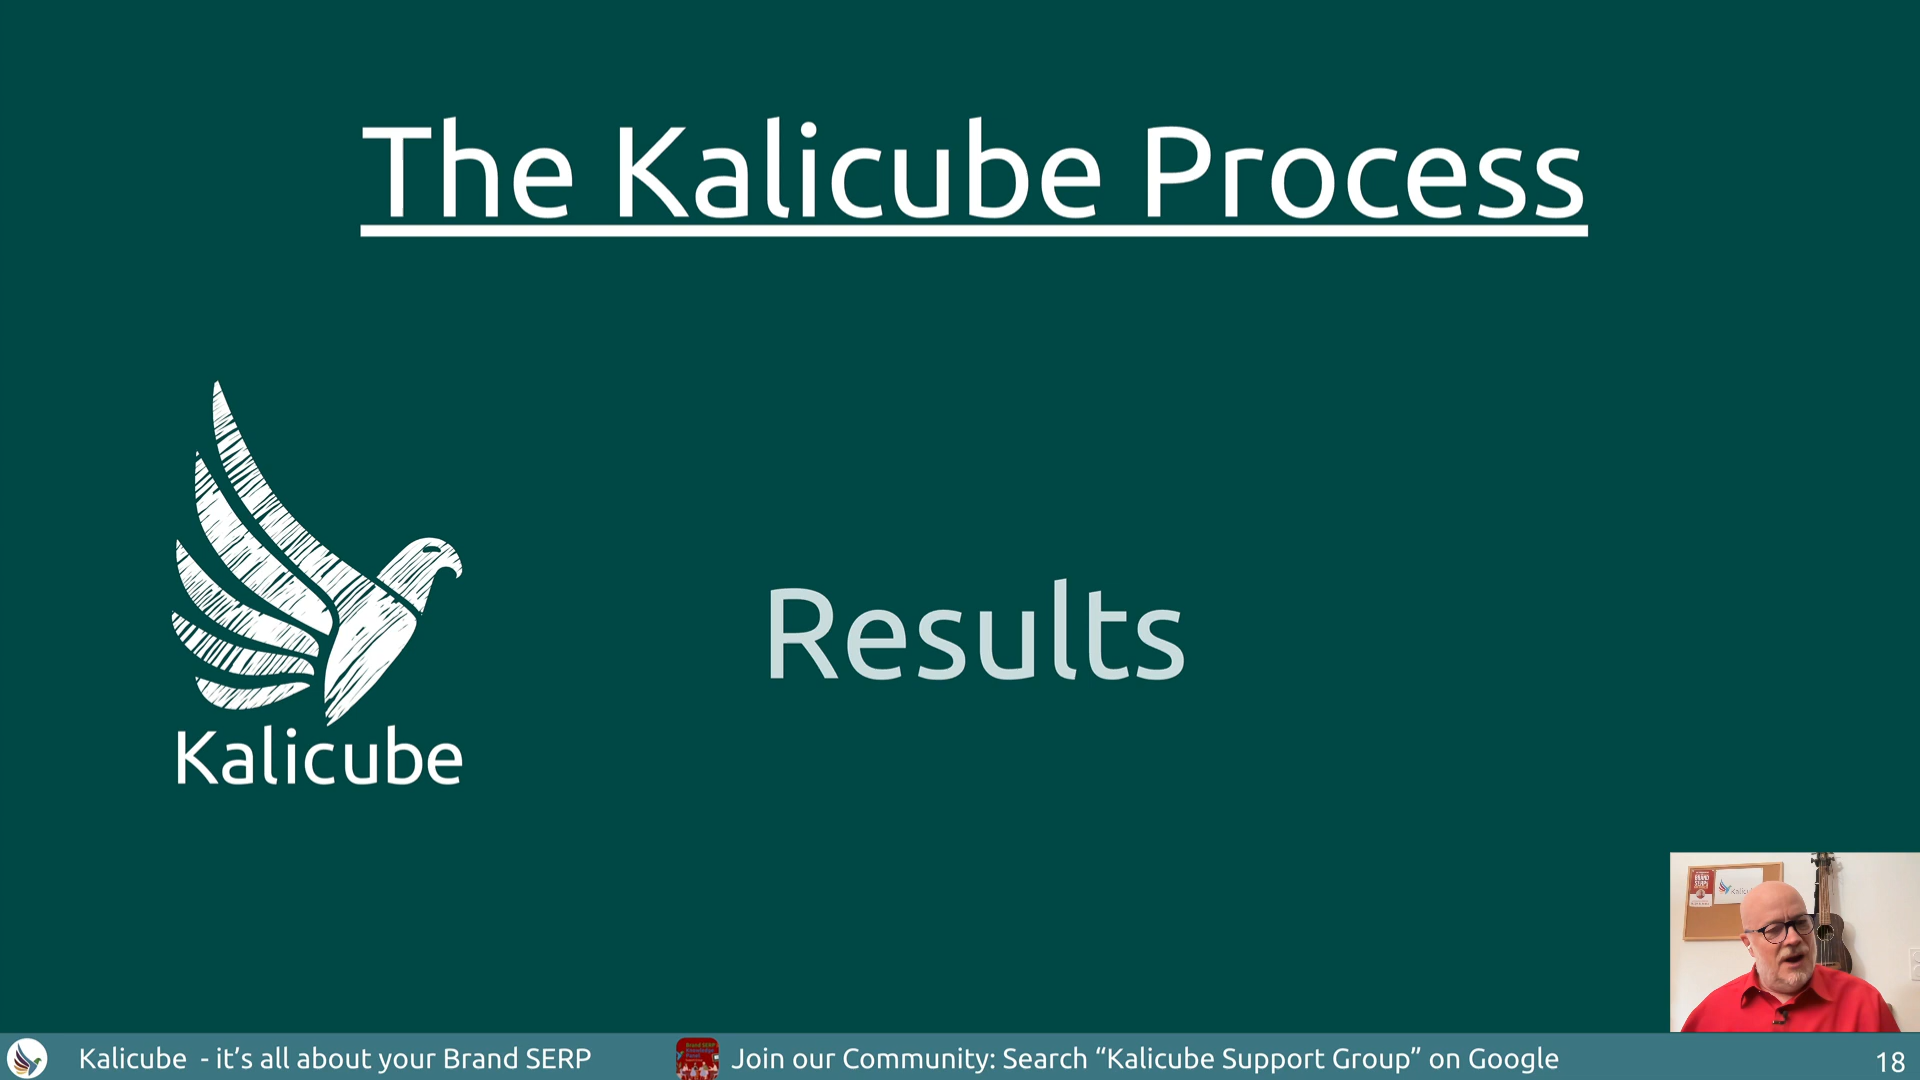 The Kalicube Process
Results
Kalicube
Kalicube - it's all about your Brand SERP
Join our Community: Search “Kalicube Support Group” on Google
18